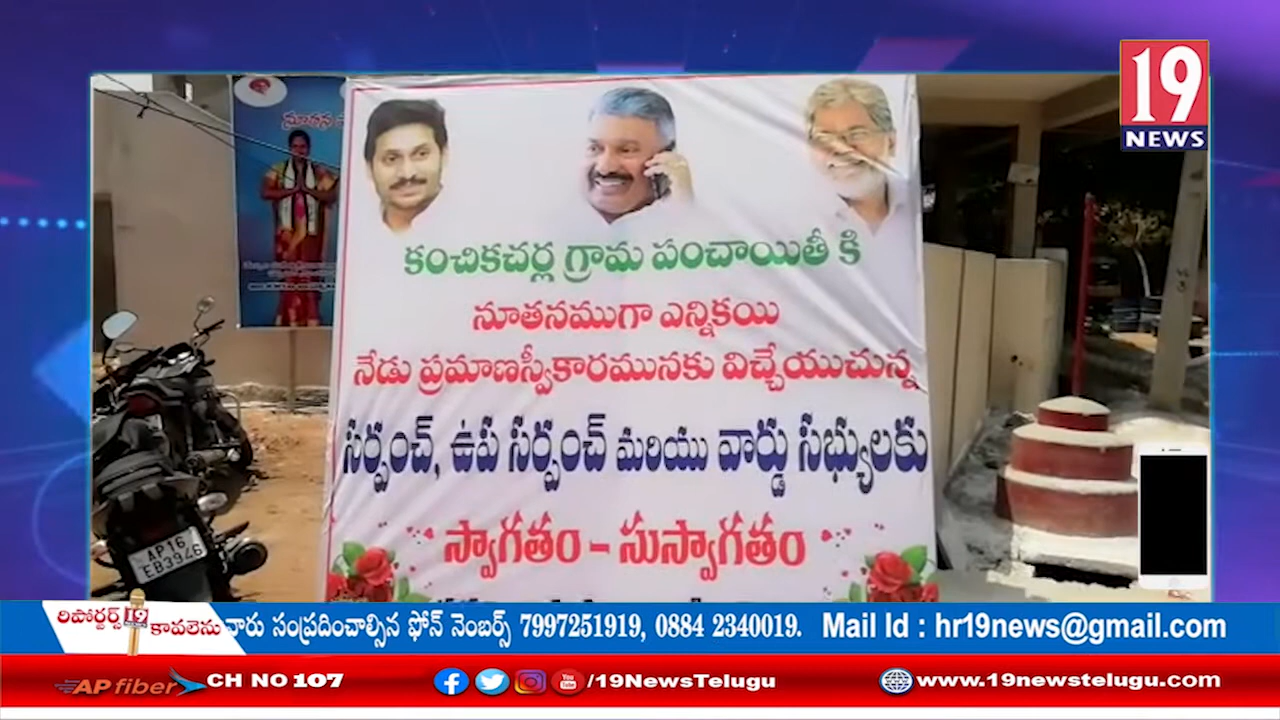 19
NEWS
నూతన
కంచికచర్ల గ్రామ పంచాయితీ కి
నూతనముగా ఎన్నికయి
నేడు ప్రమాణస్వీకారమునకు విచ్చేయుచున్న
సర్పంచ్, ఉప సర్పంచ్ మరియు వార్డు సభ్యులకు
స్వాగతం - సుస్వాగతం
AP16
EB3946
రిపోర్టర్స్ 19 కావలెను
వారు సంప్రదించాల్సిన ఫోన్ నెంబర్స్ 7997251919, 0884 2340019. Mail Id : hr19news@gmail.com
AP fiber CH NO 107 /19NewsTelugu www.19newstelugu.com